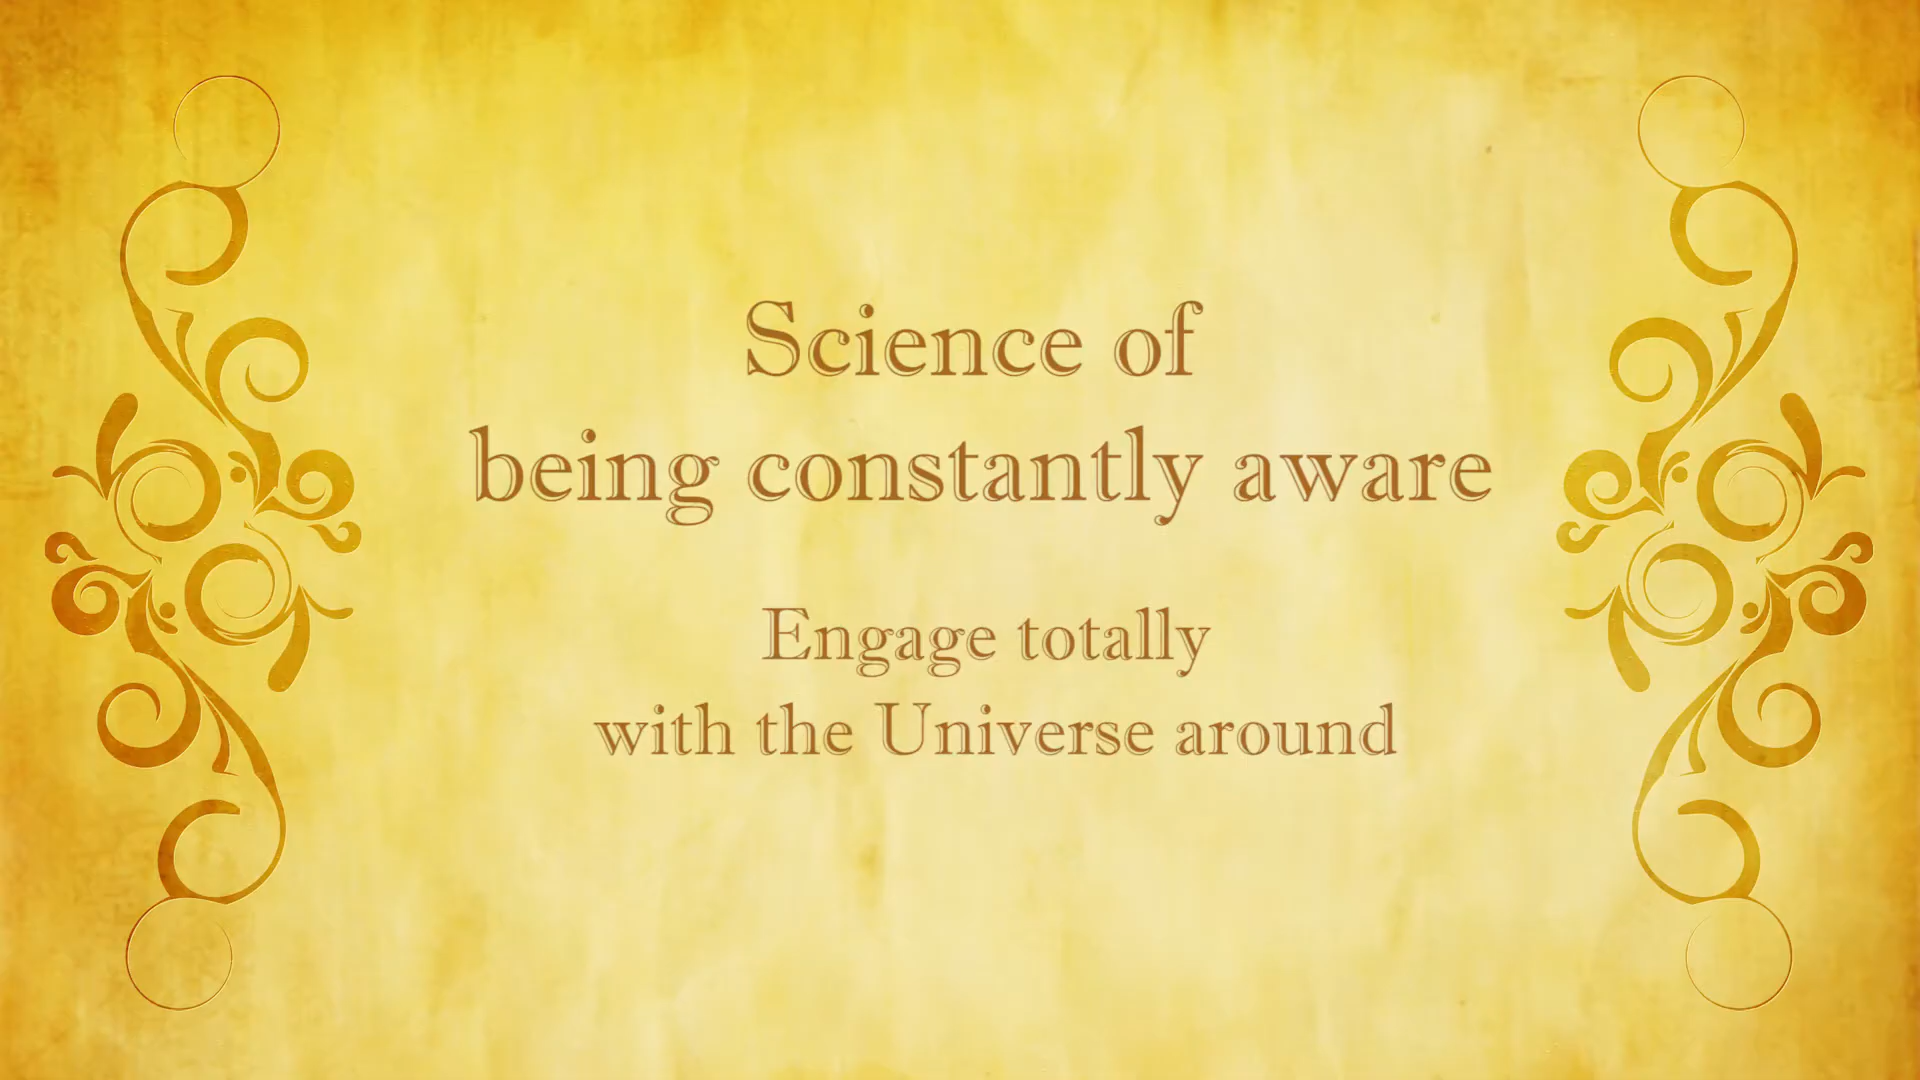 Science of
being constantly aware
Engage totally
with the Universe around